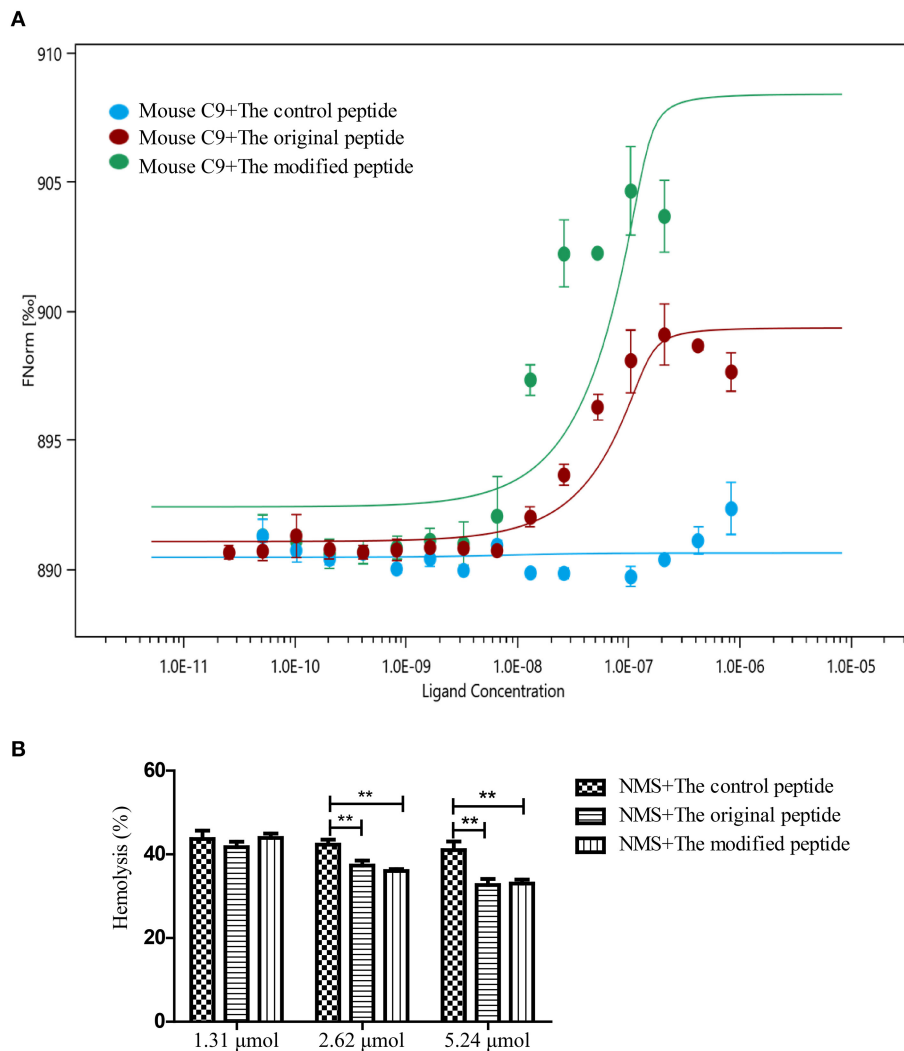 A
910
905
900
895
890
FNorm [‰]
Mouse C9+The control peptide
Mouse C9+The original peptide
Mouse C9+The modified peptide
1.0E-11 1.0E-10 1.0E-09 1.0E-08 1.0E-07 1.0E-06 1.0E-05
Ligand Concentration
B
60
40
20
0
Hemolysis (%)
** ** ** **
NMS+The control peptide
NMS+The original peptide
NMS+The modified peptide
1.31 μmol 2.62 μmol 5.24 μmol